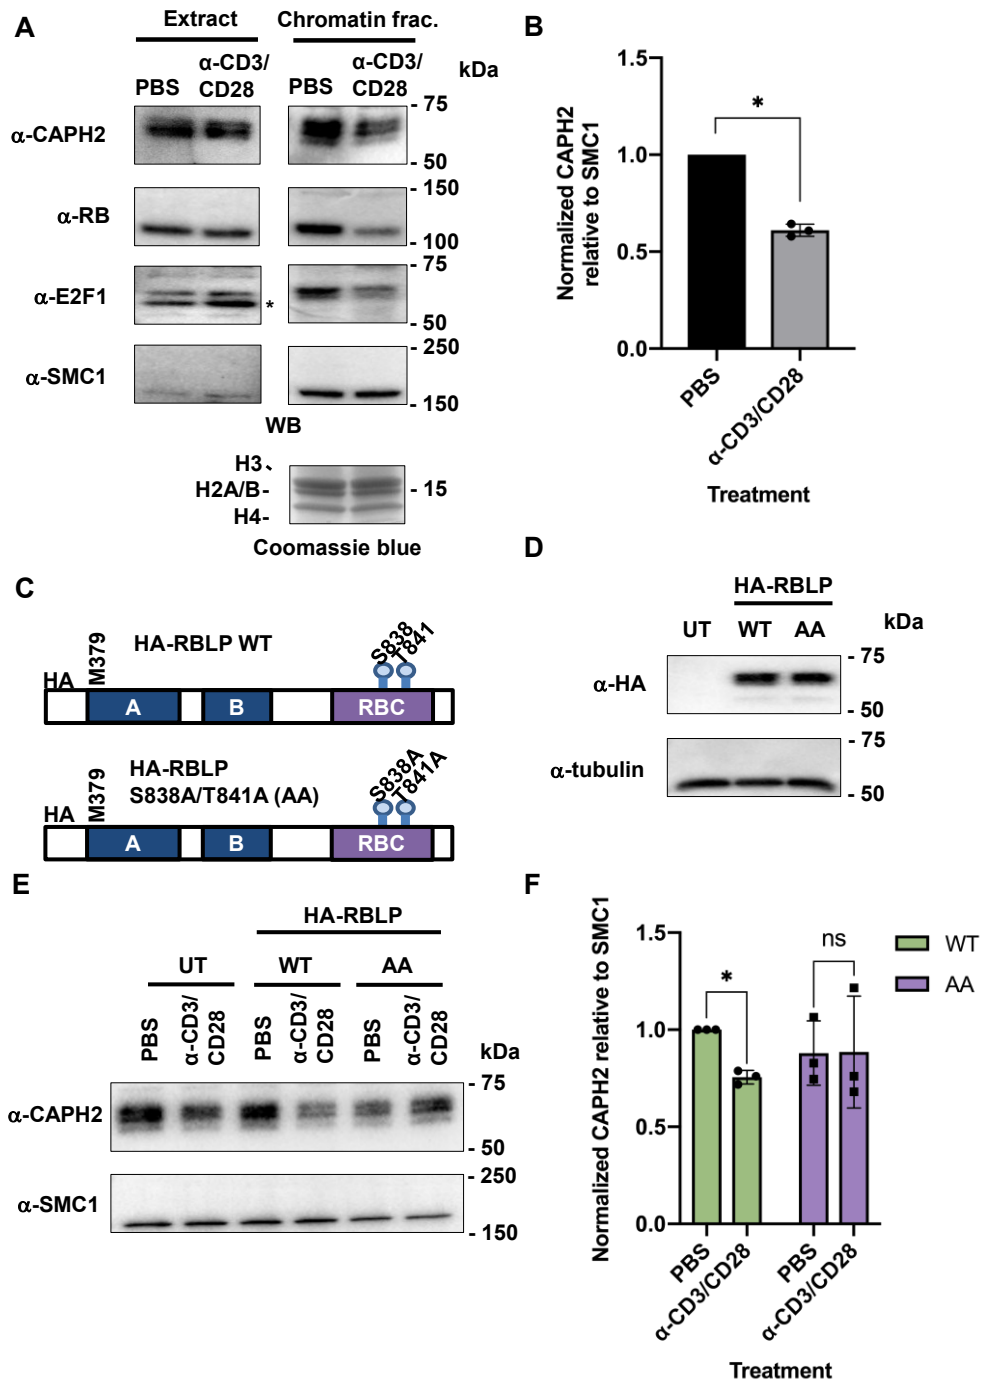 A
Extract
Chromatin frac.
PBS
α-CD3/
CD28
PBS
α-CD3/
CD28
kDa
α-CAPH2
- 75
- 50
α-RB
- 150
- 100
α-E2F1
*
- 75
- 50
α-SMC1
- 250
- 150
WB
H3
H2A/B-
H4-
- 15
Coomassie blue
B
Normalized CAPH2
relative to SMC1
1.5
1.0
0.5
0.0
*
PBS
α-CD3/CD28
Treatment
C
HA-RBLP WT
HA
M379
S838
T841
A
B
RBC
HA-RBLP
S838A/T841A (AA)
HA
M379
S838A
T841A
A
B
RBC
D
HA-RBLP
UT
WT
AA
kDa
α-HA
- 75
- 50
α-tubulin
- 75
- 50
E
HA-RBLP
UT
WT
AA
PBS
α-CD3/
CD28
PBS
α-CD3/
CD28
PBS
α-CD3/
CD28
kDa
α-CAPH2
- 75
- 50
α-SMC1
- 250
- 150
F
Normalized CAPH2 relative to SMC1
1.5
1.0
0.5
0.0
*
ns
WT
AA
PBS
α-CD3/CD28
PBS
α-CD3/CD28
Treatment